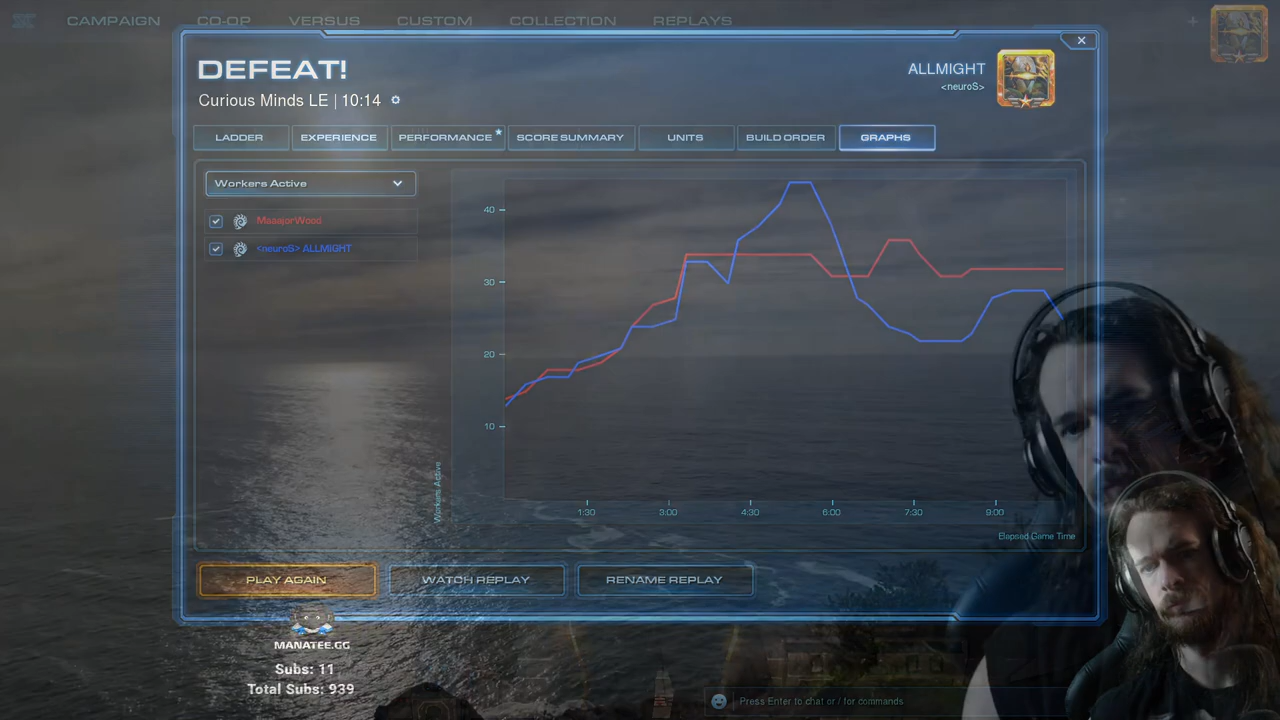 CAMPAIGN CO-OP VERSUS CUSTOM COLLECTION REPLAYS
DEFEAT!
Curious Minds LE | 10:14
ALLMIGHT
<neuroS>
LADDER EXPERIENCE PERFORMANCE SCORE SUMMARY UNITS BUILD ORDER GRAPHS
Workers Active
MaaajorWood
<neuroS> ALLMIGHT
40
30
20
10
Workers Active
1:30 3:00 4:30 6:00 7:30 9:00
Elapsed Game Time
PLAY AGAIN WATCH REPLAY RENAME REPLAY
MANATEE.GG
Subs: 11
Total Subs: 939
Press Enter to chat or / for commands